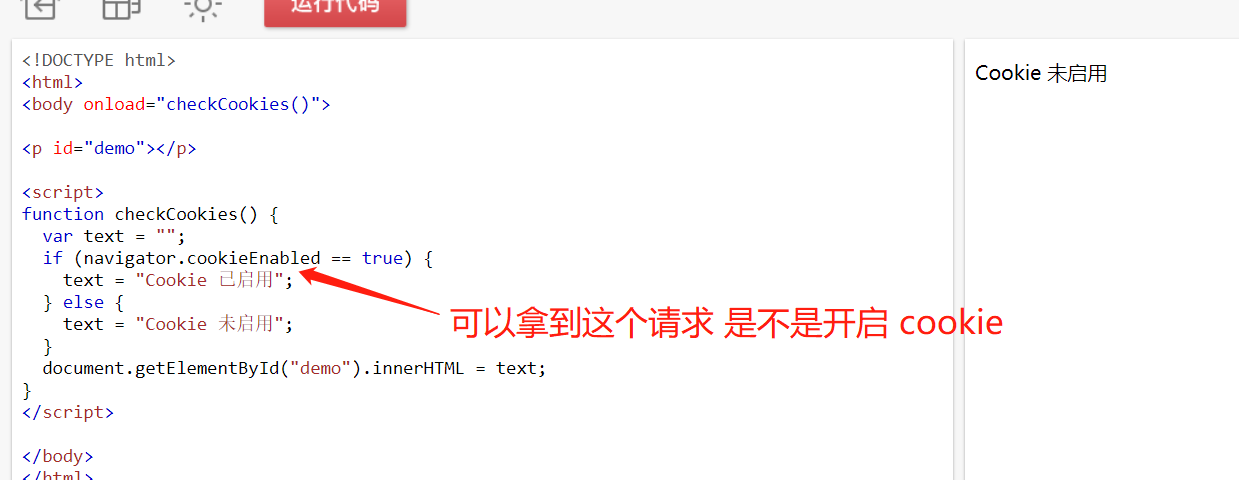 运行代码
<!DOCTYPE html>
<html>
<body onload="checkCookies()">
<p id="demo"></p>
<script>
function checkCookies() {
var text = "";
if (navigator.cookieEnabled == true) {
text = "Cookie 已启用";
} else {
text = "Cookie 未启用";
}
document.getElementById("demo").innerHTML = text;
}
</script>
</body>
</html>
可以拿到这个请求 是不是开启 cookie
Cookie 未启用